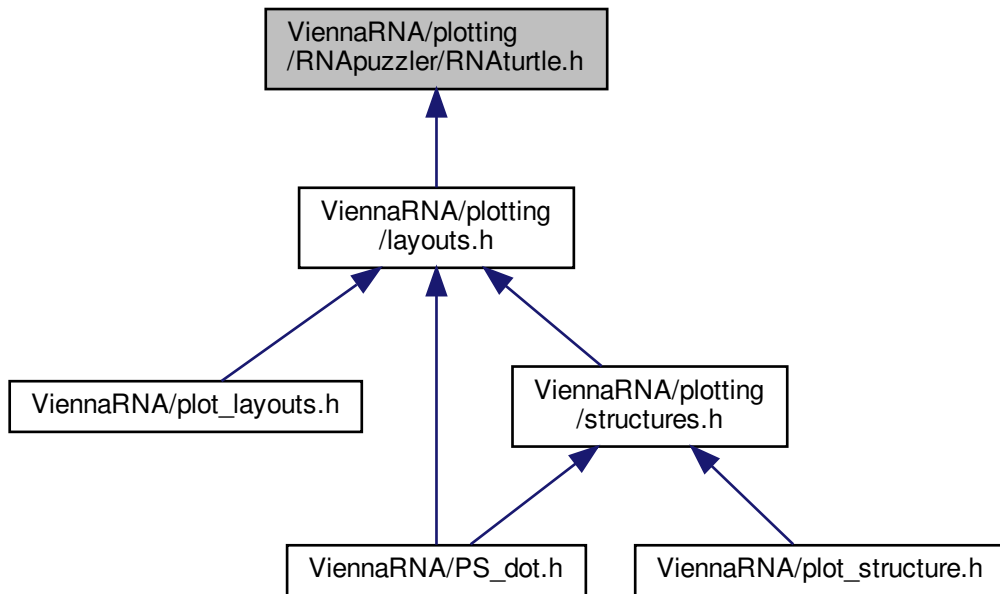 ViennaRNA/plotting
/RNApuzzler/RNAturtle.h
ViennaRNA/plotting
/layouts.h
ViennaRNA/plot_layouts.h
ViennaRNA/plotting
/structures.h
ViennaRNA/PS_dot.h
ViennaRNA/plot_structure.h